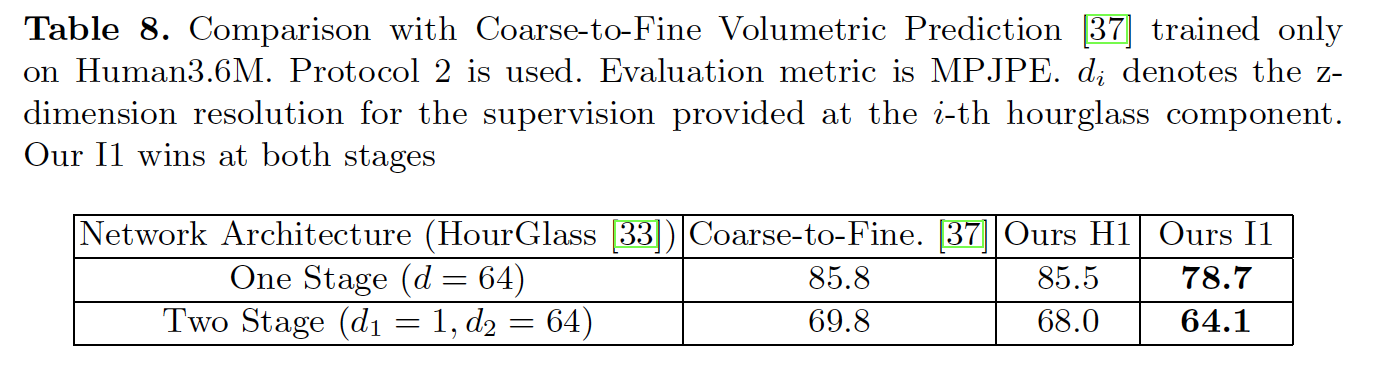 Table 8. Comparison with Coarse-to-Fine Volumetric Prediction [37] trained only
on Human3.6M. Protocol 2 is used. Evaluation metric is MPJPE. dᵢ denotes the z-
dimension resolution for the supervision provided at the i-th hourglass component.
Our I1 wins at both stages
Network Architecture (HourGlass [33]) Coarse-to-Fine. [37] Ours H1 Ours I1
One Stage (d = 64) 85.8 85.5 78.7
Two Stage (d₁ = 1, d₂ = 64) 69.8 68.0 64.1